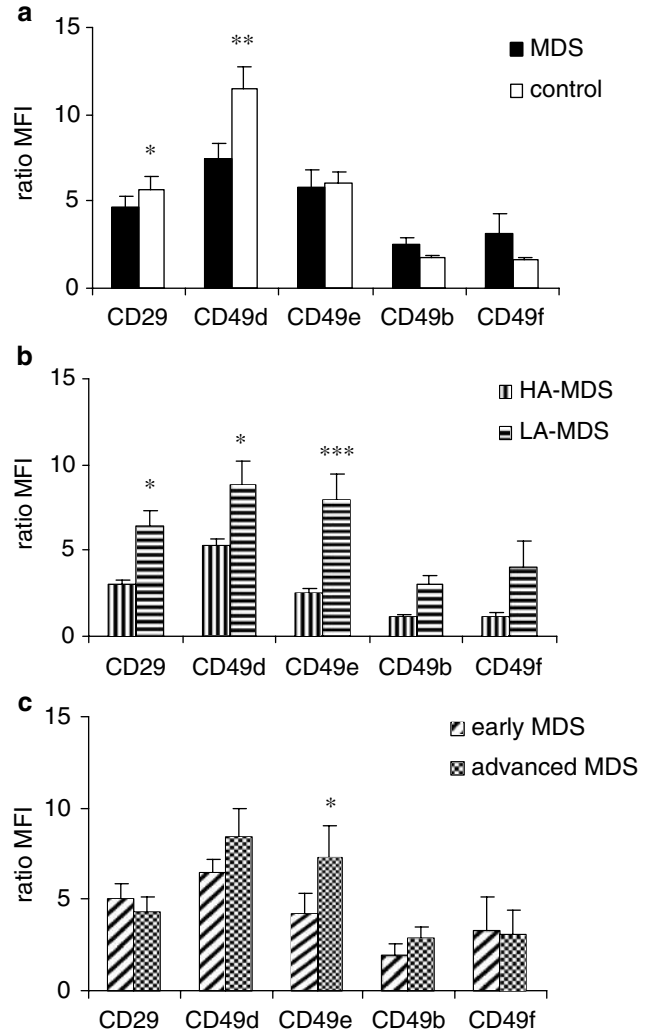 a
15
10
5
0
ratio MFI
*
**
MDS
control
CD29 CD49d CD49e CD49b CD49f
b
15
10
5
0
ratio MFI
*
*
***
HA-MDS
LA-MDS
CD29 CD49d CD49e CD49b CD49f
c
15
10
5
0
ratio MFI
*
early MDS
advanced MDS
CD29 CD49d CD49e CD49b CD49f